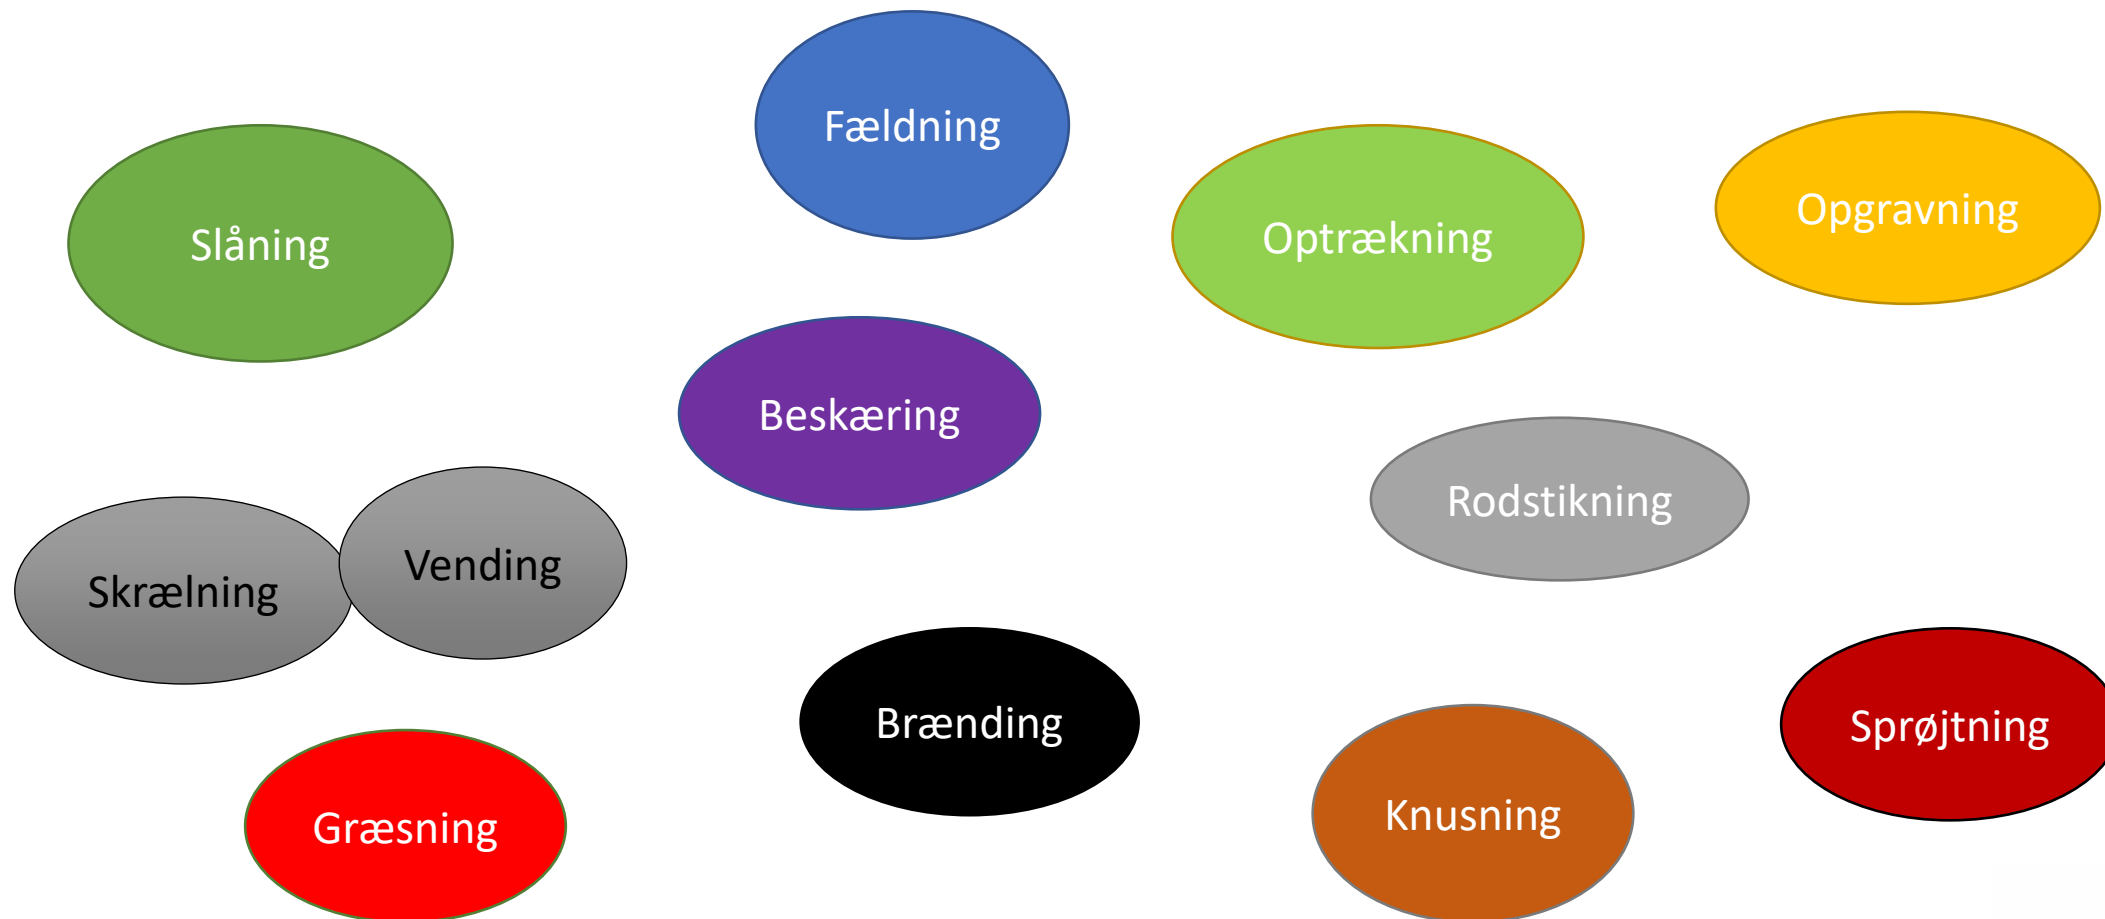 Fældning
Slåning
Optrækning
Opgravning
Beskæring
Rodstikning
Vending
Skrælning
Brænding
Sprøjtning
Græsning
Knusning